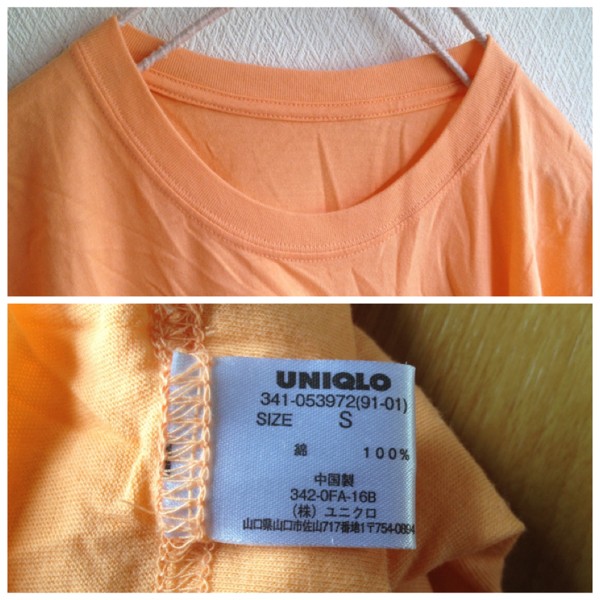 UNIQLO
341-053972(91-01)
SIZE S
綿 100%
中国製
342-0FA-16B
(株) ユニクロ
山口県山口市佐山717番地1〒754-0894